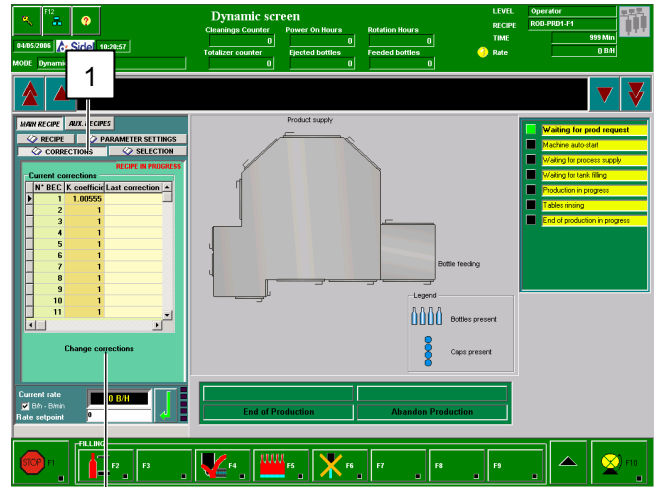 F12
Dynamic screen
LEVEL Operator
RECIPE ROD-PRD1-F1
TIME 999 Min
Rate 0 B/H
Cleanings Counter Power On Hours Rotation Hours
0 0 0
04/05/2006 Sidel 10:20:57
Totalizer counter Ejected bottles Feeded bottles
0 0 0
MODE Dynamic
1
MAIN RECIPE AUX. RECIPES
RECIPE PARAMETER SETTINGS
CORRECTIONS SELECTION
RECIPE IN PROGRESS
Current corrections
N° BEC K coefficie Last correction
1 1.00555
2 1
3 1
4 1
5 1
6 1
7 1
8 1
9 1
10 1
11 1
Change corrections
Current rate 0 B/H
B/h - B/min
Rate setpoint 0
Product supply
Bottle feeding
Legend
Bottles present
Caps present
End of Production Abandon Production
Waiting for prod request
Machine auto-start
Waiting for process supply
Waiting for tank filling
Production in progress
Tables rinsing
End of production in progress
FILLING
STOP F1 F2 F3 F4 F5 F6 F7 F8 F9 F10